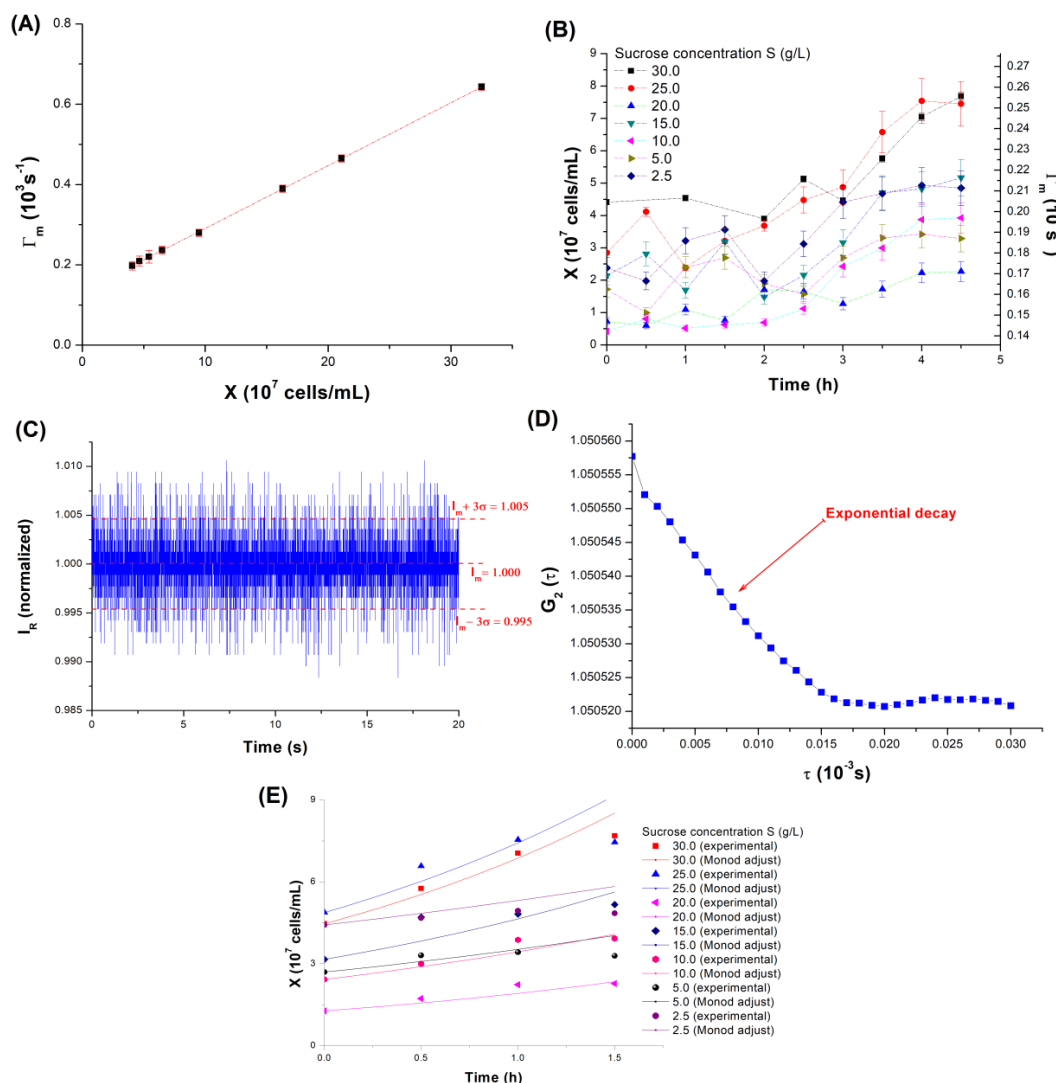 (A)
0.8
0.6
0.4
0.2
0.0
Γm (10³s⁻¹)
0 10 20 30
X (10⁷ cells/mL)
(B)
Sucrose concentration S (g/L)
30.0
25.0
20.0
15.0
10.0
5.0
2.5
9
8
7
6
5
4
3
2
1
0
X (10⁷ cells/mL)
0.27
0.26
0.25
0.24
0.23
0.22
0.21
0.20
0.19
0.18
0.17
0.16
0.15
0.14
0 1 2 3 4 5
Time (h)
(C)
1.010
1.005
1.000
0.995
0.990
0.985
I_R (normalized)
Im+ 3σ = 1.005
Im= 1.000
Im− 3σ = 0.995
0 5 10 15 20
Time (s)
(D)
1.050560
1.050555
1.050550
1.050545
1.050540
1.050535
1.050530
1.050525
1.050520
G₂ (τ)
Exponential decay
0.000 0.005 0.010 0.015 0.020 0.025 0.030
τ (10⁻³s)
(E)
9
6
3
0
X (10⁷ cells/mL)
0.0 0.5 1.0 1.5
Time (h)
Sucrose concentration S (g/L)
30.0 (experimental)
30.0 (Monod adjust)
25.0 (experimental)
25.0 (Monod adjust)
20.0 (experimental)
20.0 (Monod adjust)
15.0 (experimental)
15.0 (Monod adjust)
10.0 (experimental)
10.0 (Monod adjust)
5.0 (experimental)
5.0 (Monod adjust)
2.5 (experimental)
2.5 (Monod adjust)